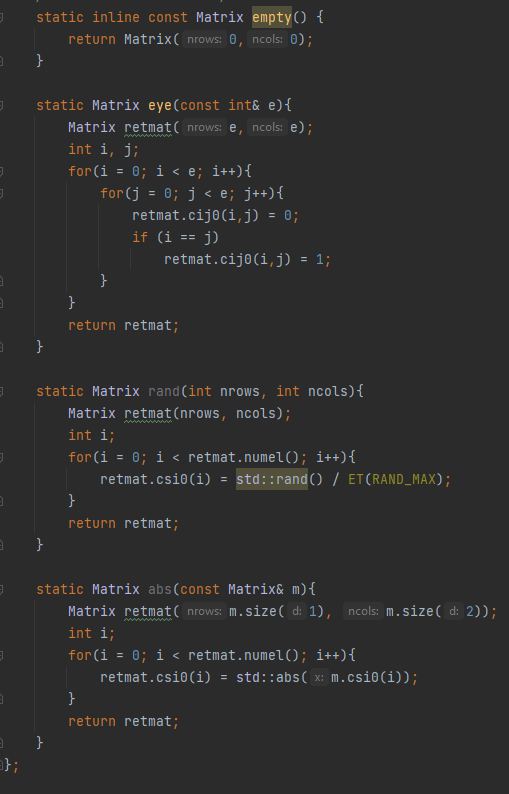 static inline const Matrix empty() {
    return Matrix( nrows: 0, ncols: 0);
}

static Matrix eye(const int& e){
    Matrix retmat( nrows: e, ncols: e);
    int i, j;
    for(i = 0; i < e; i++){
        for(j = 0; j < e; j++){
            retmat.cij0(i,j) = 0;
            if (i == j)
                retmat.cij0(i,j) = 1;
        }
    }
    return retmat;
}

static Matrix rand(int nrows, int ncols){
    Matrix retmat(nrows, ncols);
    int i;
    for(i = 0; i < retmat.numel(); i++){
        retmat.csi0(i) = std::rand() / ET(RAND_MAX);
    }
    return retmat;
}

static Matrix abs(const Matrix& m){
    Matrix retmat( nrows: m.size( d: 1), ncols: m.size( d: 2));
    int i;
    for(i = 0; i < retmat.numel(); i++){
        retmat.csi0(i) = std::abs( x: m.csi0(i));
    }
    return retmat;
}
};